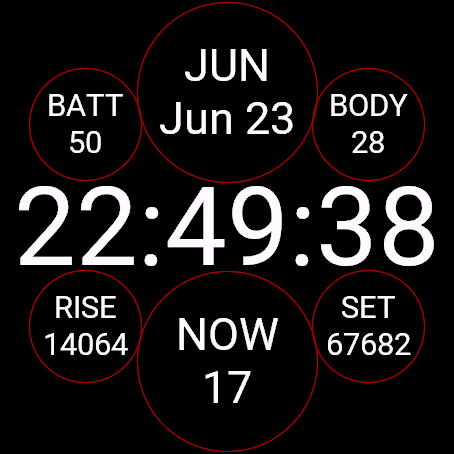 JUN
Jun 23
BATT
50
BODY
28
22:49:38
RISE
14064
SET
67682
NOW
17